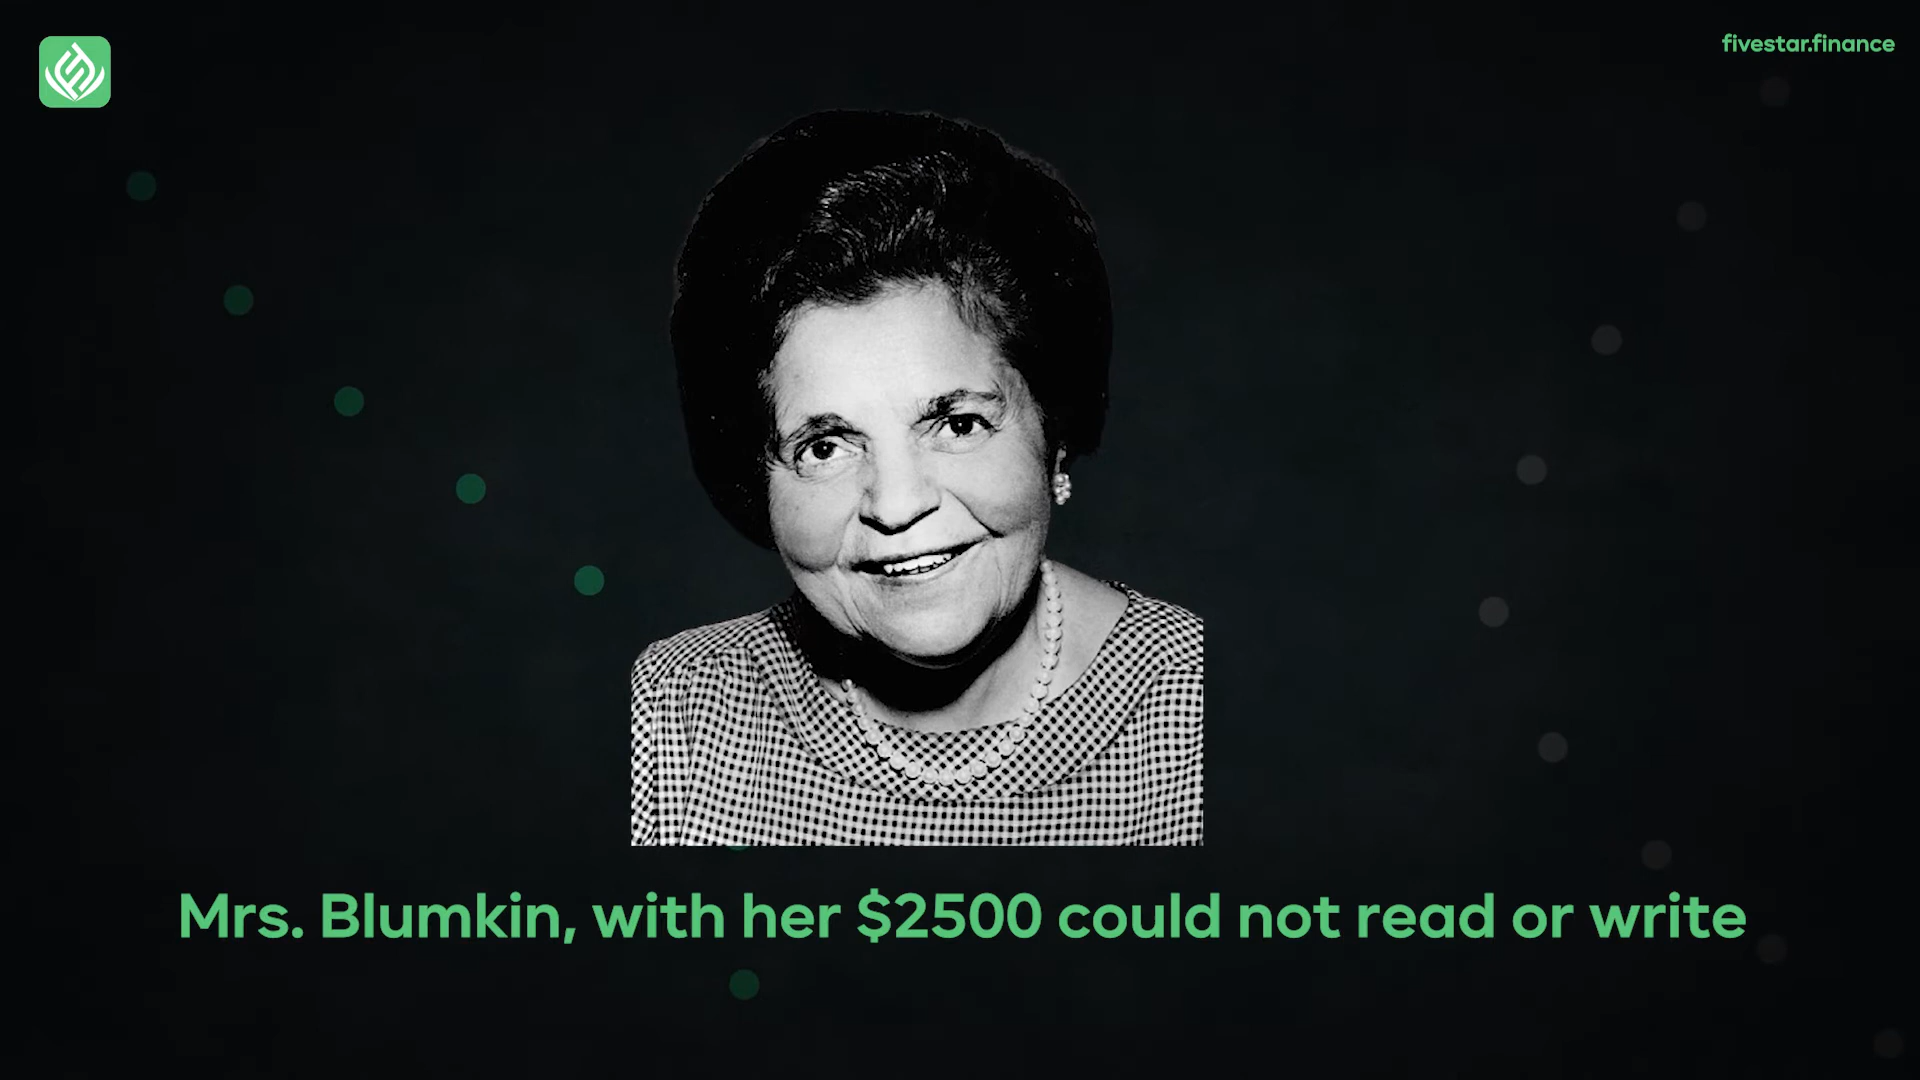 fivestar.finance
Mrs. Blumkin, with her $2500 could not read or write